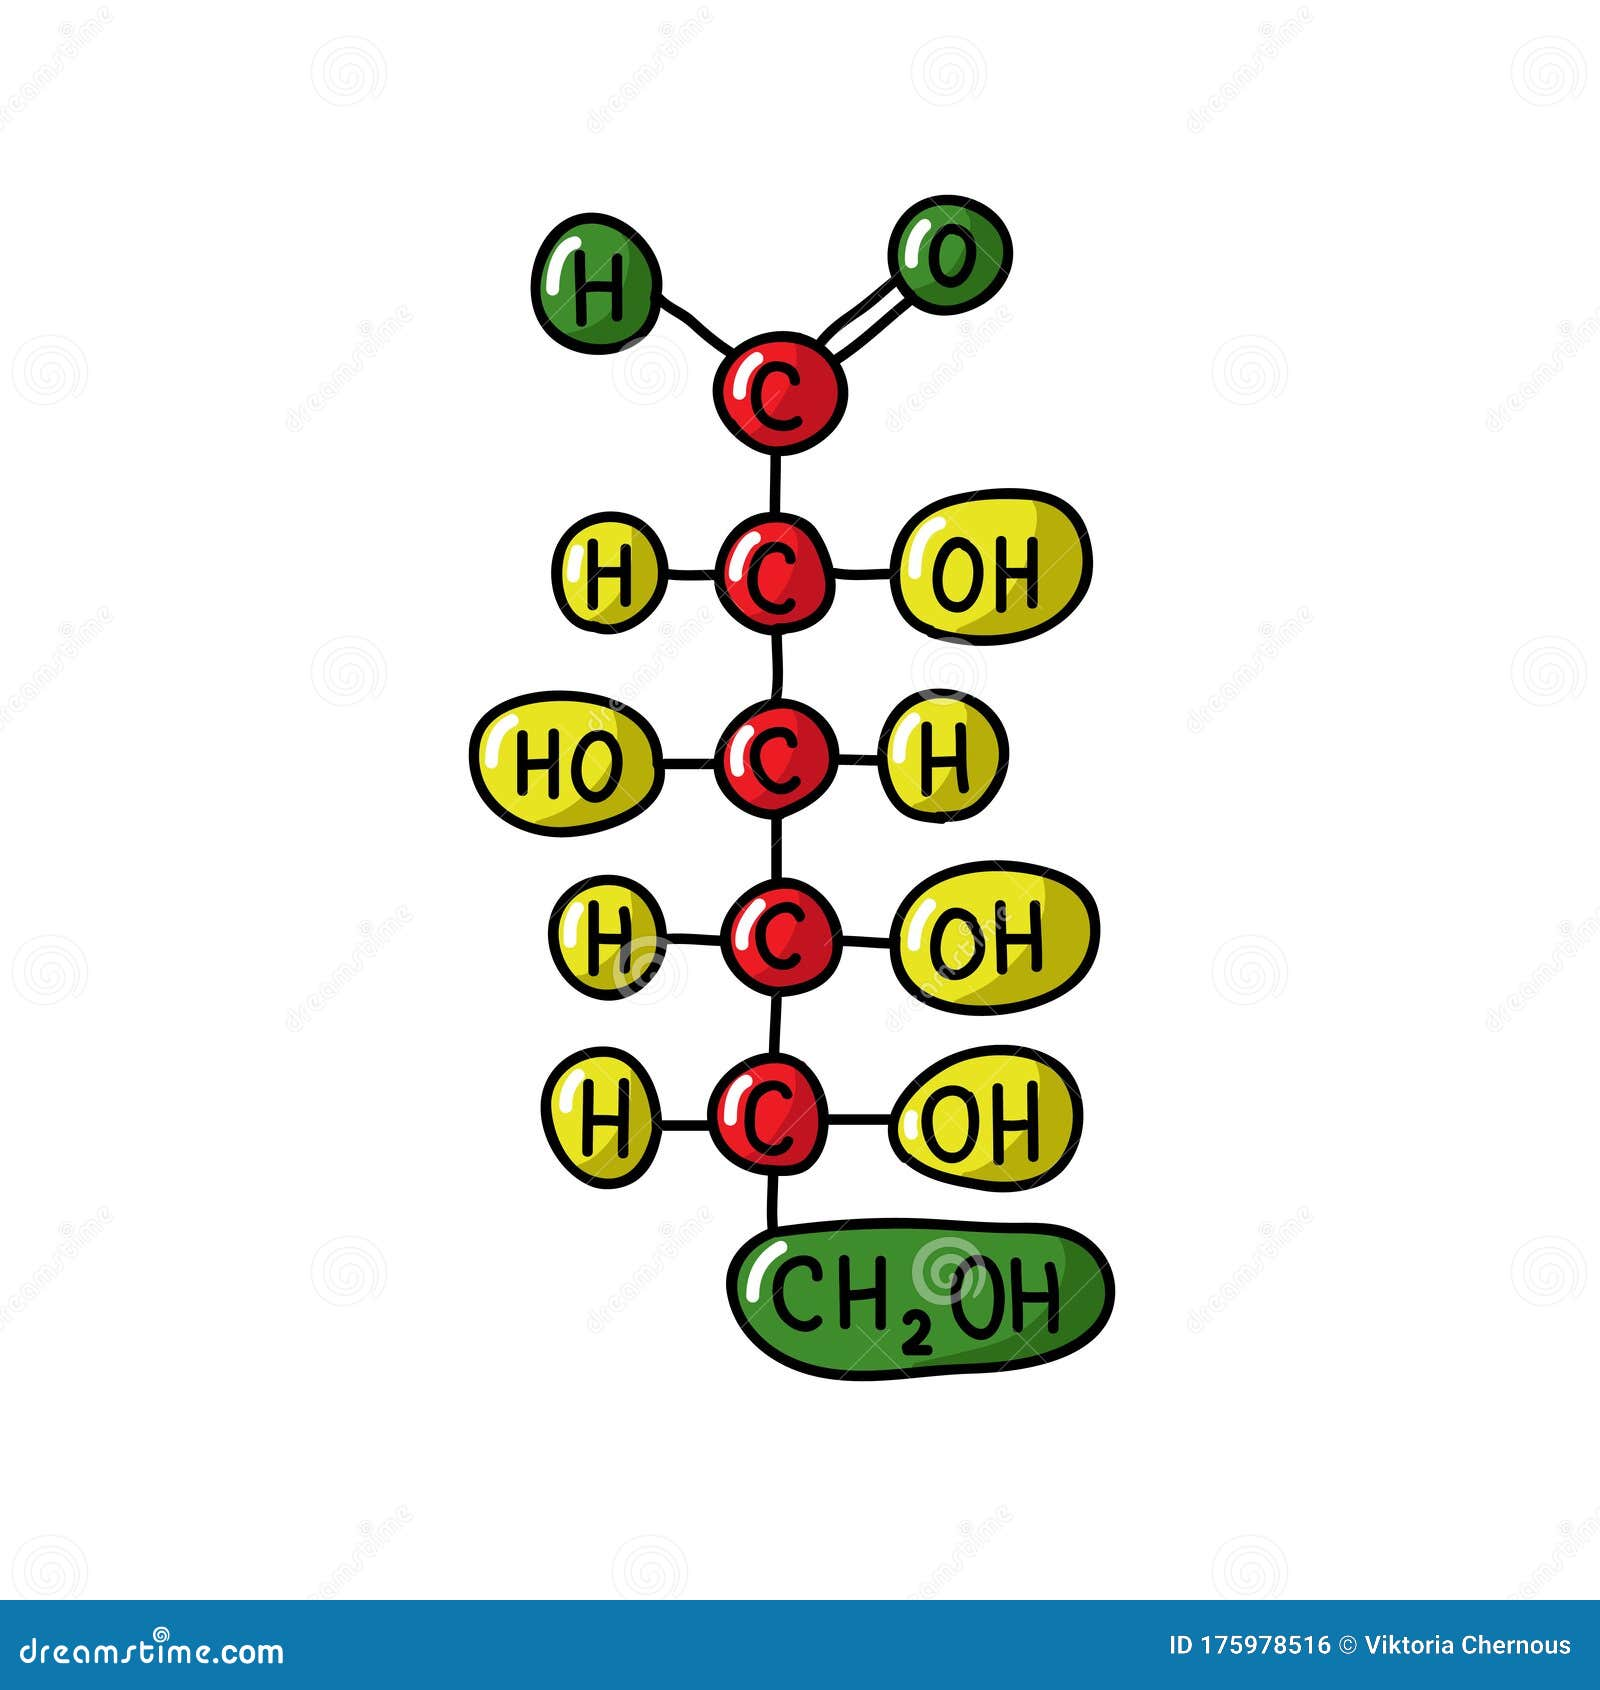 H O
C
H C OH
HO C H
H C OH
H C OH
CH₂OH
dreamstime.com ID 175978516 © Viktoria Chernous